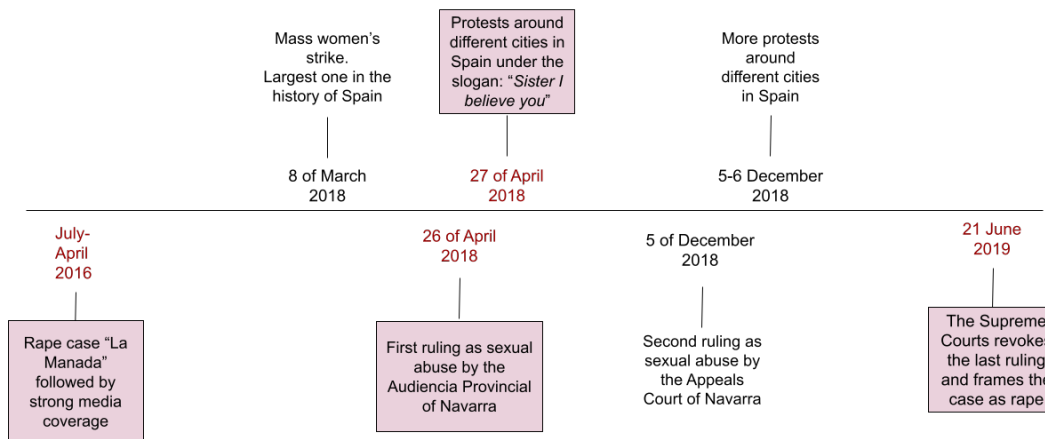 Mass women's
strike.
Largest one in the
history of Spain
8 of March
2018
Protests around
different cities in
Spain under the
slogan: “Sister I
believe you”
27 of April
2018
More protests
around
different cities
in Spain
5-6 December
2018
July-
April
2016
Rape case “La
Manada”
followed by
strong media
coverage
26 of April
2018
First ruling as sexual
abuse by the
Audiencia Provincial
of Navarra
5 of December
2018
Second ruling as
sexual abuse by
the Appeals
Court of Navarra
21 June
2019
The Supreme
Courts revokes
the last ruling
and frames the
case as rape